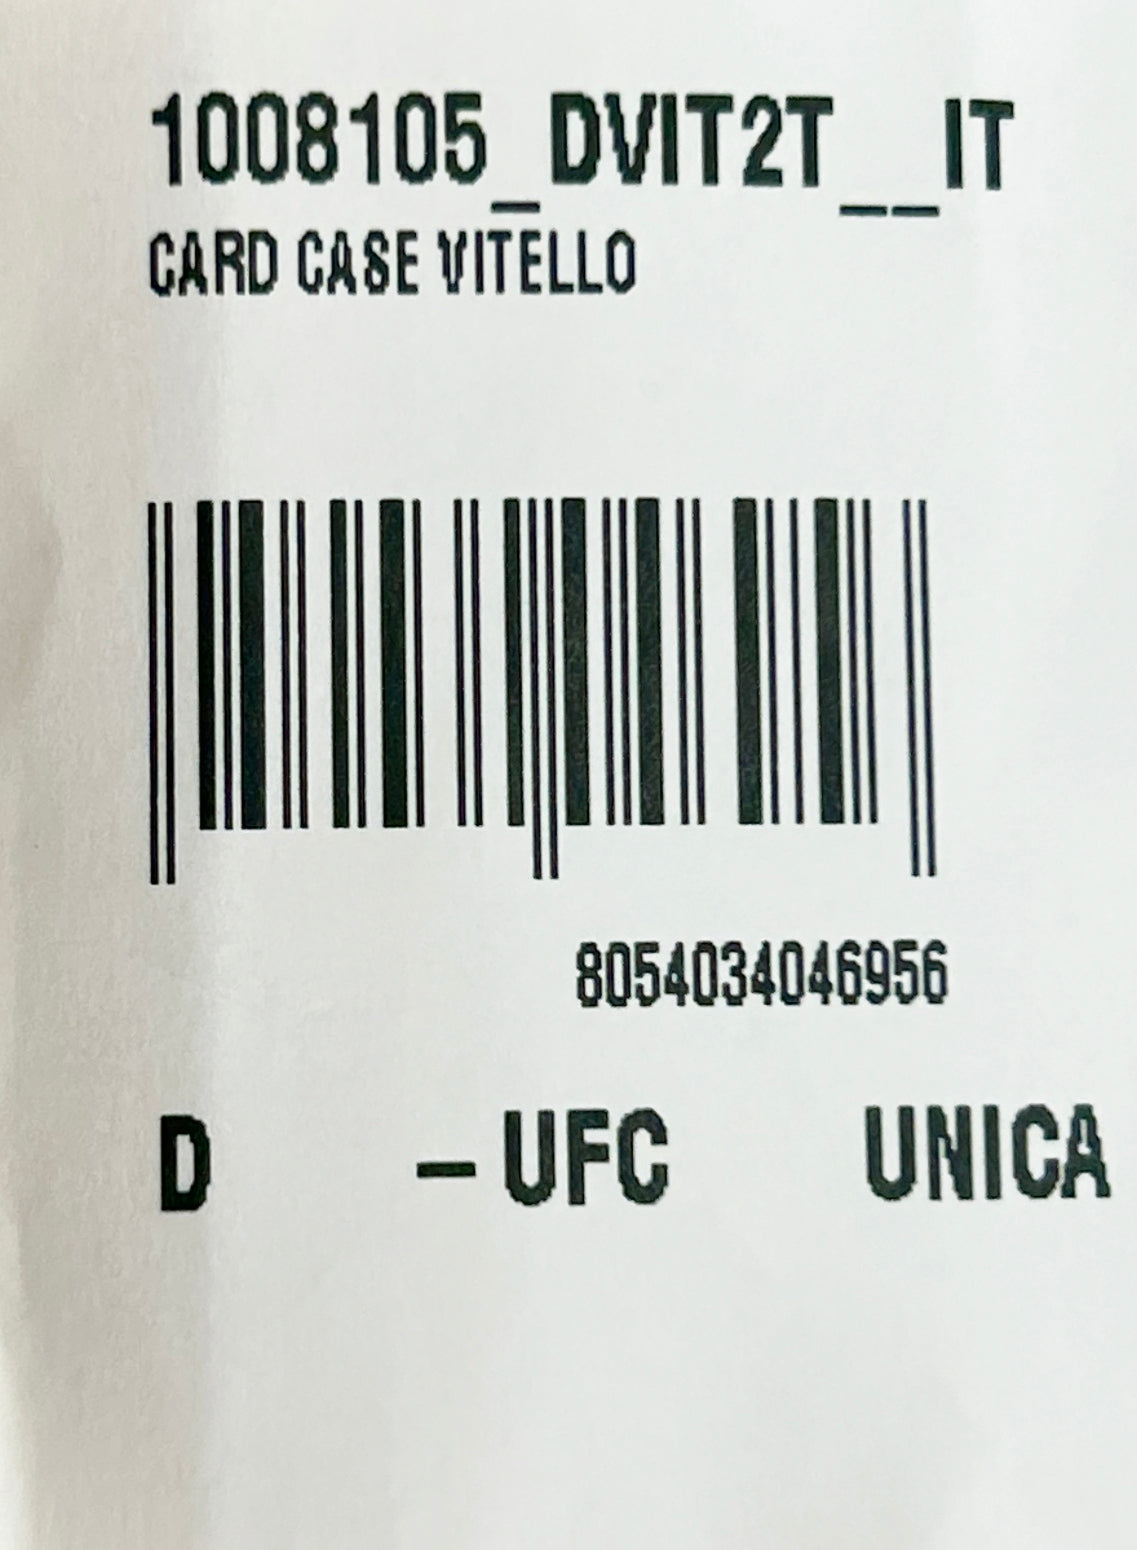 1008105_DVIT2T__IT
CARD CASE VITELLO
8054034046956
D – UFC UNICA